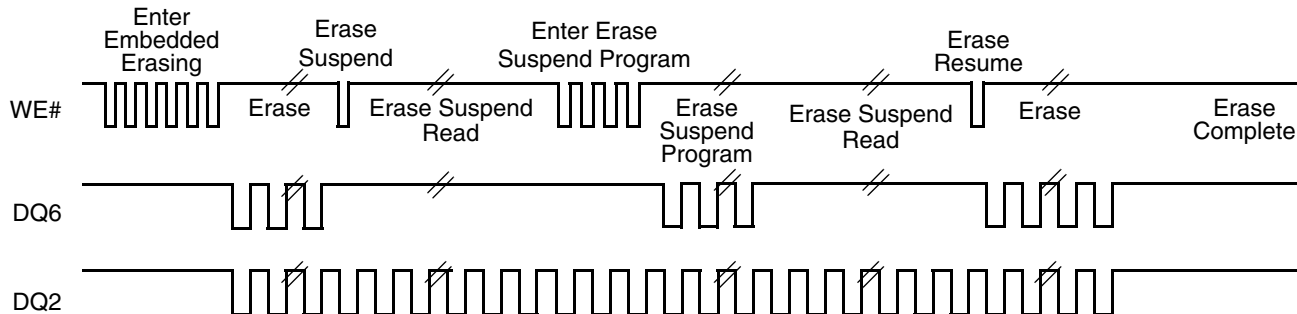 Enter
Embedded
Erasing
Erase
Suspend
Enter Erase
Suspend Program
Erase
Resume
WE#
Erase
Erase Suspend
Read
Erase
Suspend
Program
Erase Suspend
Read
Erase
Erase
Complete
DQ6
DQ2